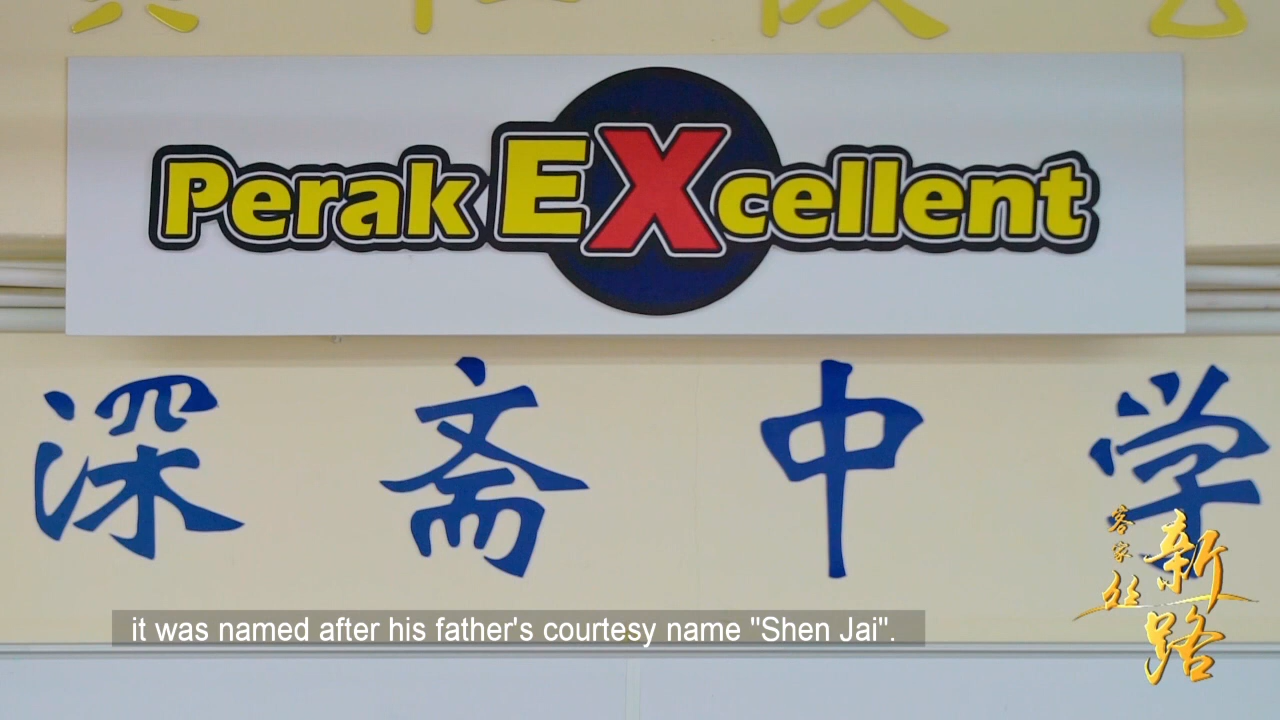 Perak EXcellent
深斋中学
客家
新丝路
it was named after his father's courtesy name "Shen Jai".